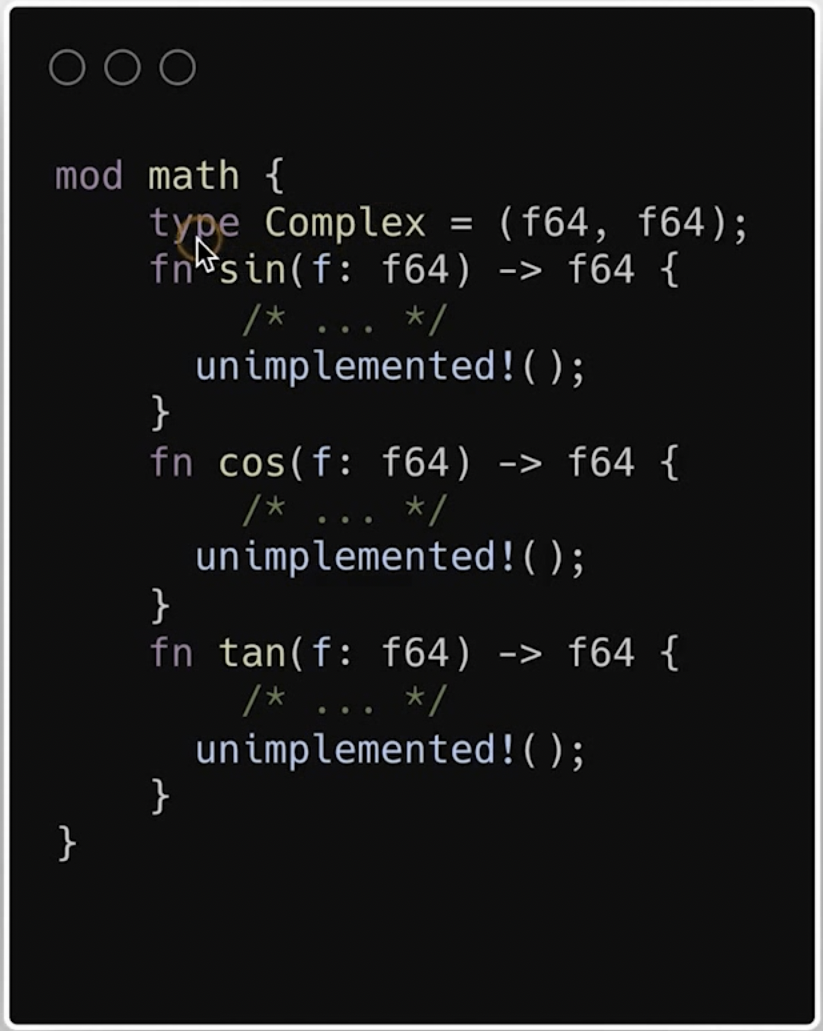 mod math {
    type Complex = (f64, f64);
    fn sin(f: f64) -> f64 {
        /* ... */
      unimplemented!();
    }
    fn cos(f: f64) -> f64 {
        /* ... */
      unimplemented!();
    }
    fn tan(f: f64) -> f64 {
        /* ... */
      unimplemented!();
    }
}